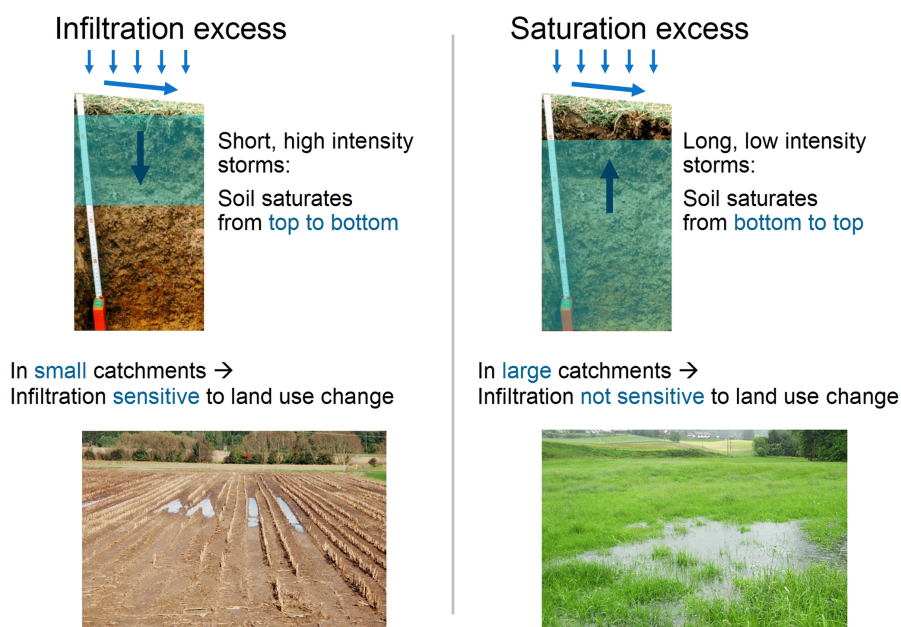 Infiltration excess
Short, high intensity
storms:
Soil saturates
from top to bottom
In small catchments →
Infiltration sensitive to land use change
Saturation excess
Long, low intensity
storms:
Soil saturates
from bottom to top
In large catchments →
Infiltration not sensitive to land use change